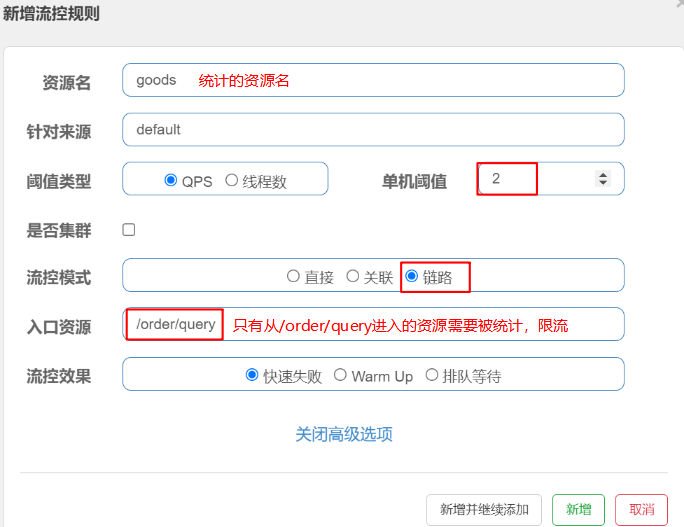 新增流控规则
资源名 goods 统计的资源名
针对来源 default
阈值类型 QPS 线程数 单机阈值 2
是否集群
流控模式 直接 关联 链路
入口资源 /order/query 只有从/order/query进入的资源需要被统计，限流
流控效果 快速失败 Warm Up 排队等待
关闭高级选项
新增并继续添加 新增 取消